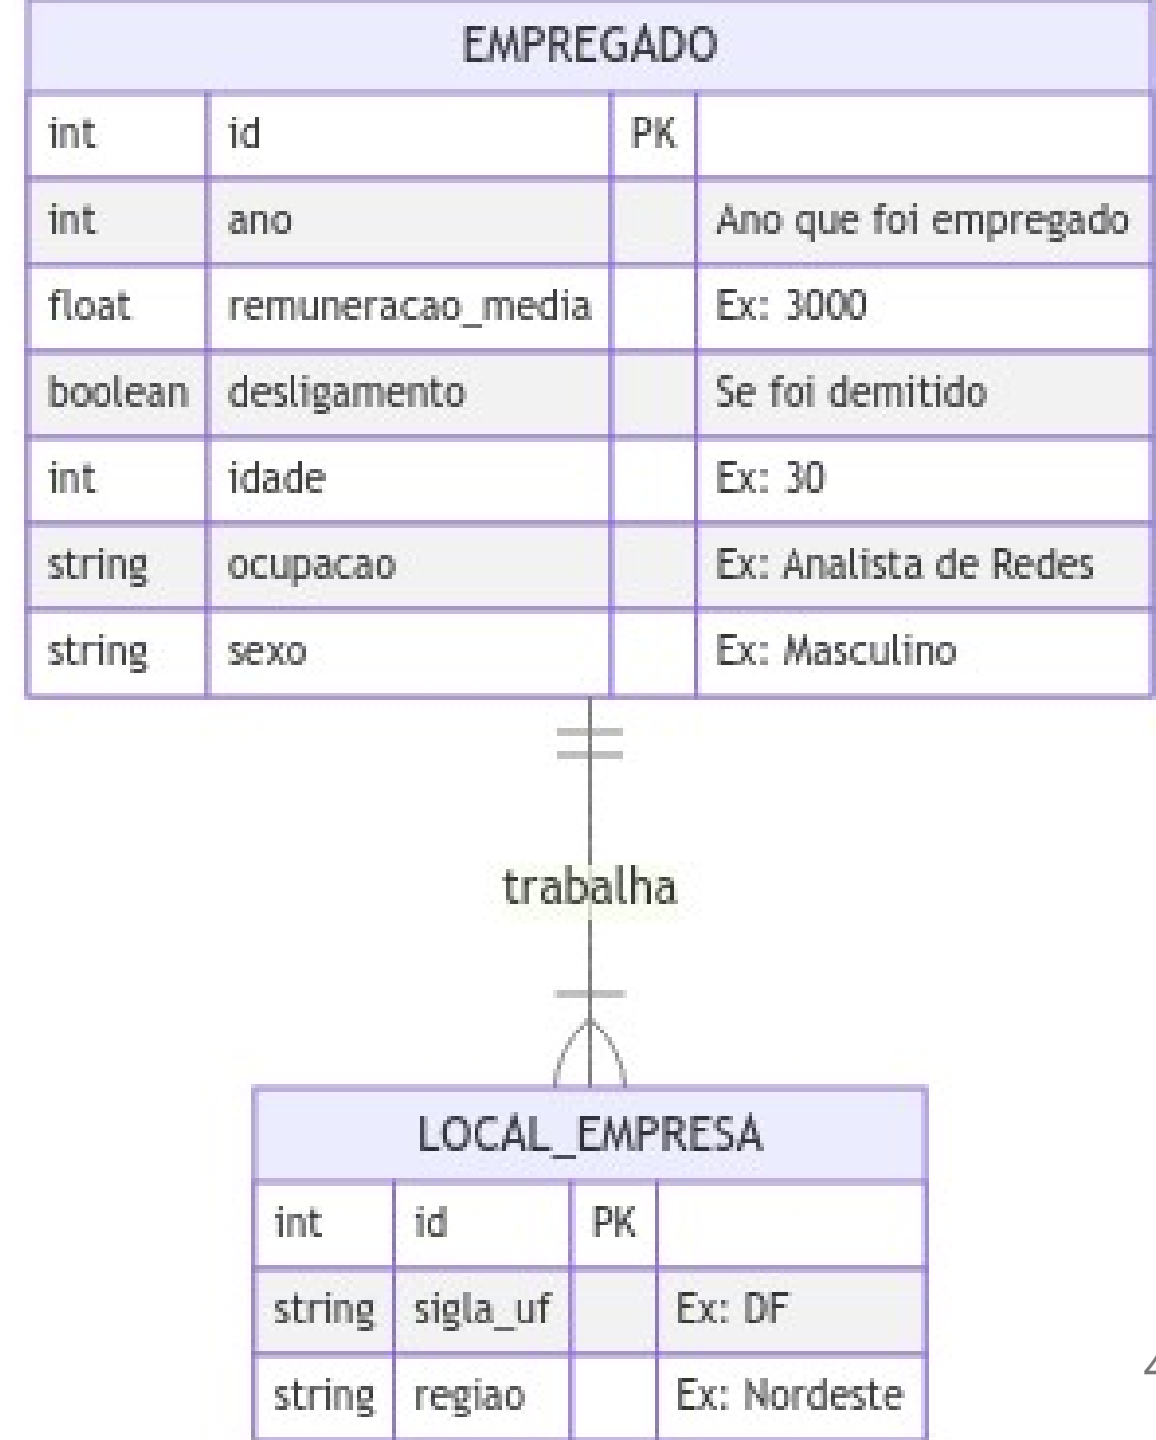 EMPREGADO
int id PK
int ano Ano que foi empregado
float remuneracao_media Ex: 3000
boolean desligamento Se foi demitido
int idade Ex: 30
string ocupacao Ex: Analista de Redes
string sexo Ex: Masculino
trabalha
LOCAL_EMPRESA
int id PK
string sigla_uf Ex: DF
string regiao Ex: Nordeste